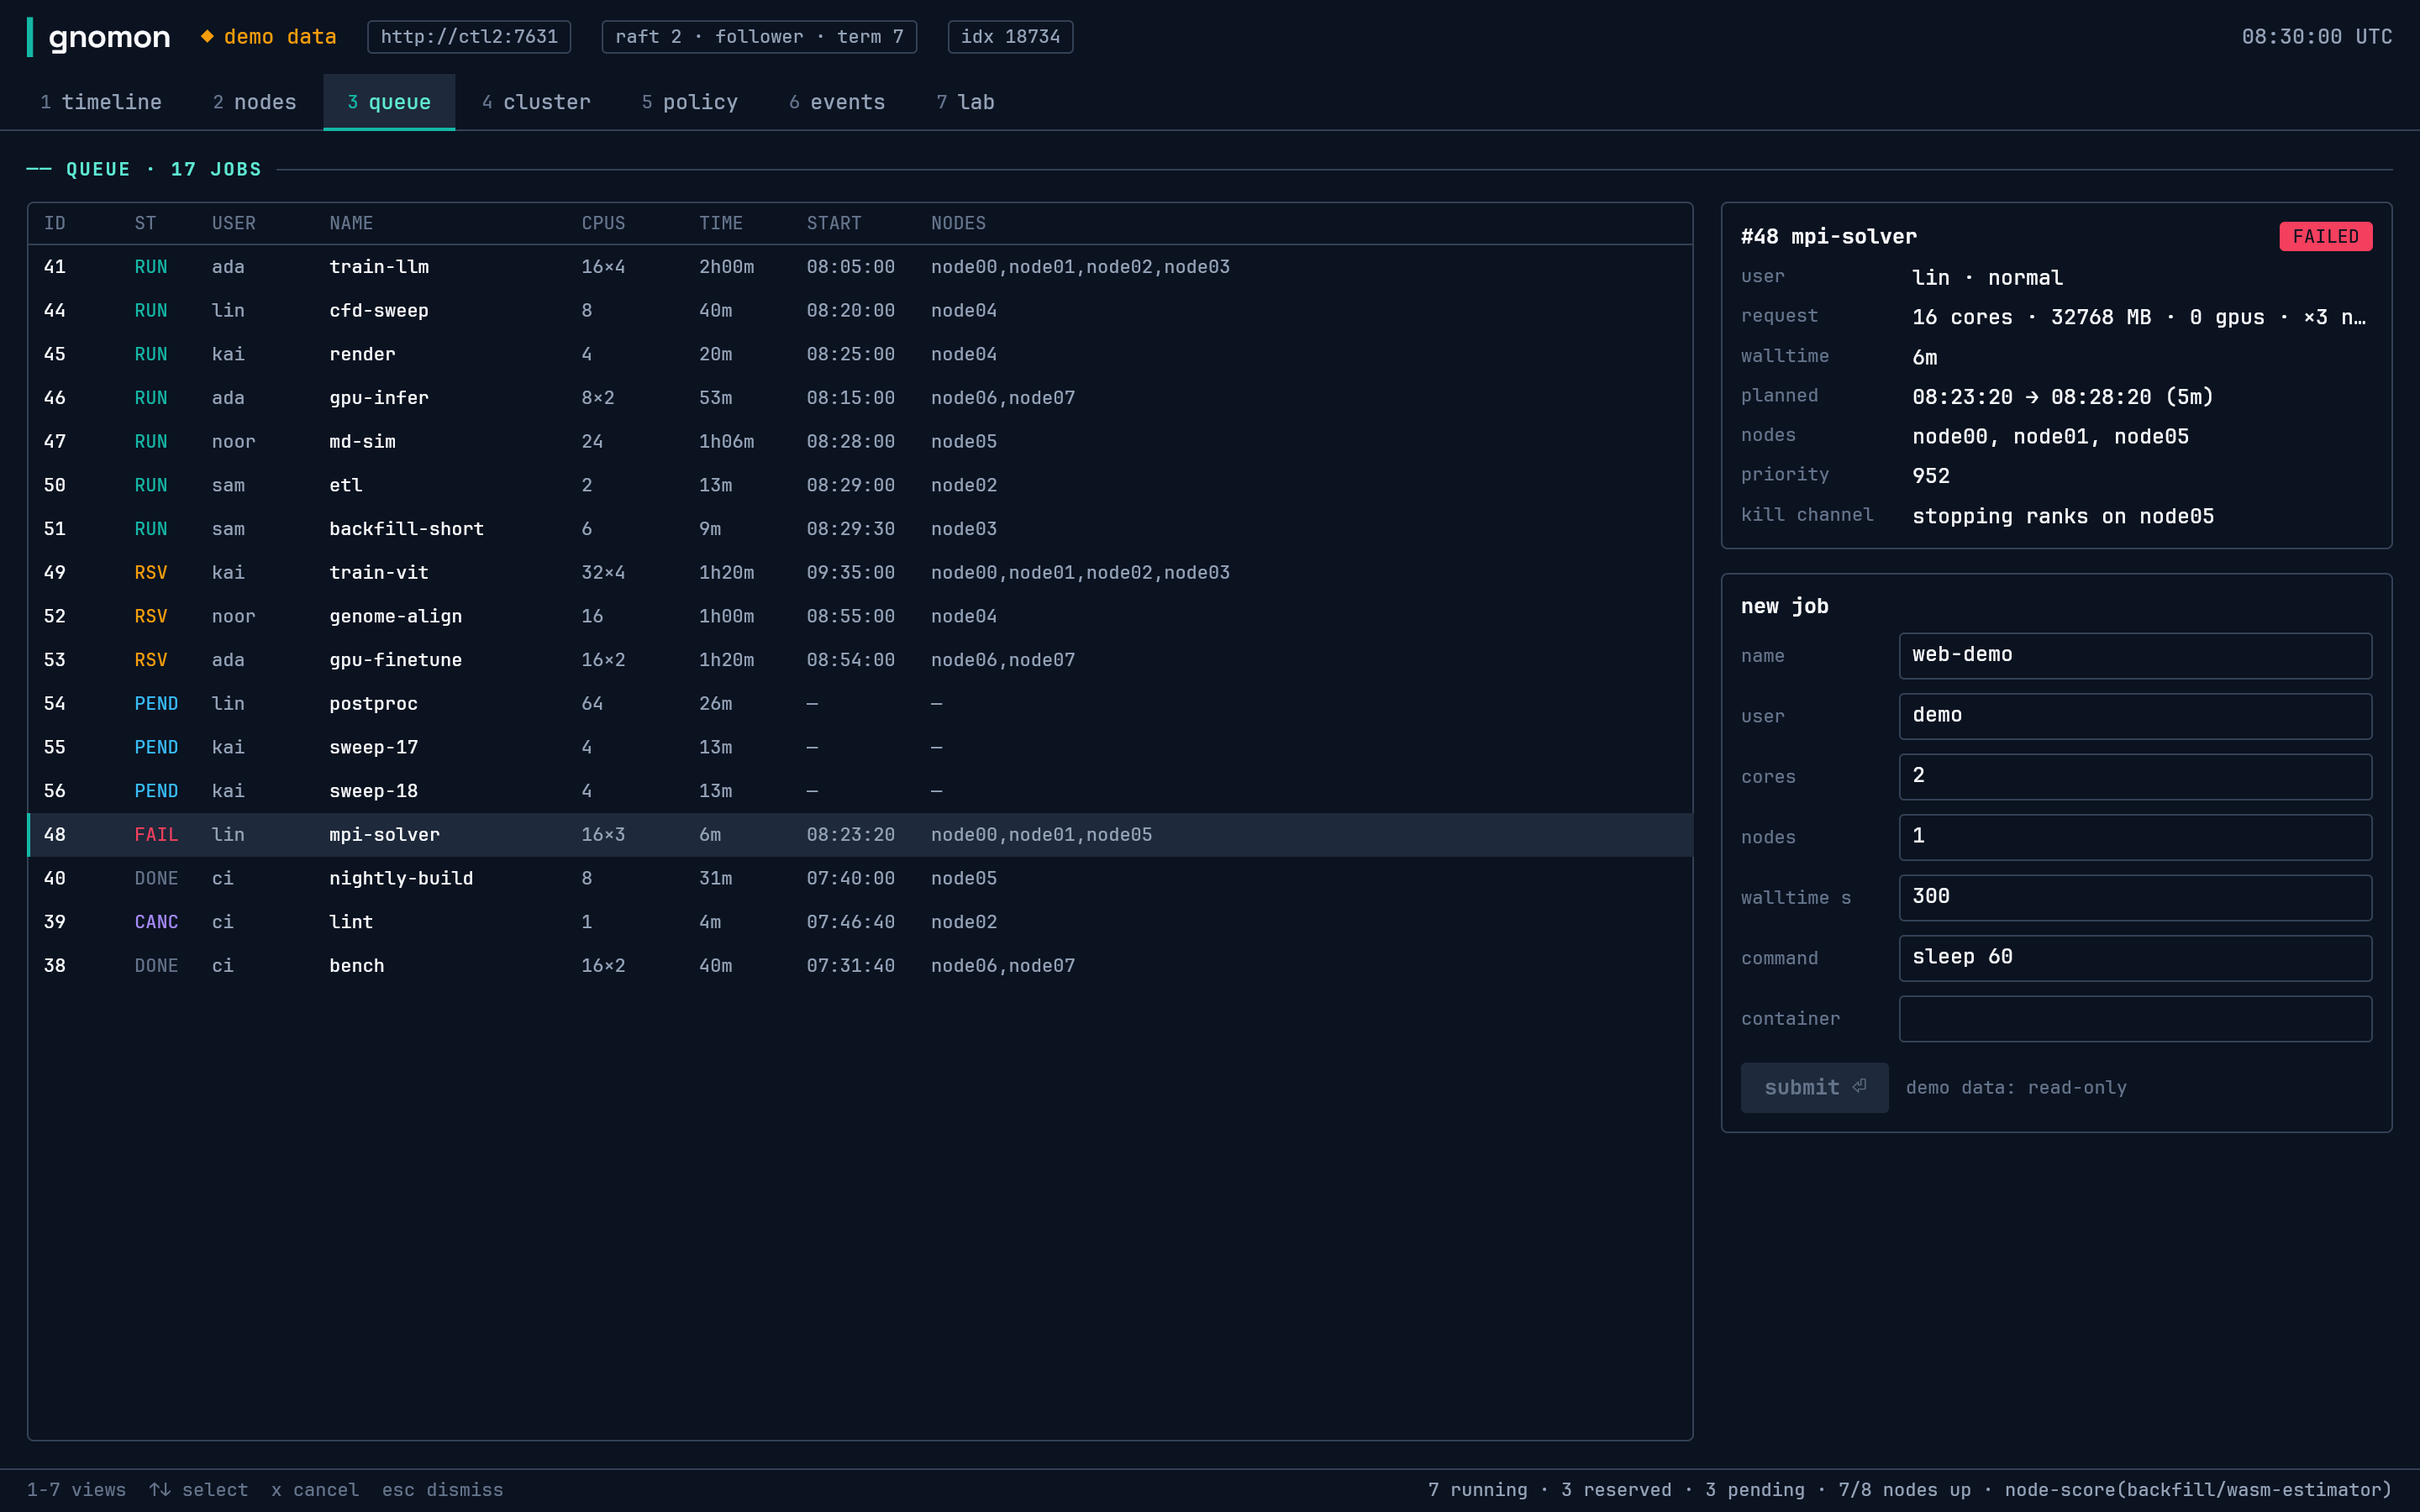 gnomon ◆ demo data http://ctl2:7631 raft 2 · follower · term 7 idx 18734 08:30:00 UTC
1 timeline 2 nodes 3 queue 4 cluster 5 policy 6 events 7 lab
—— QUEUE · 17 JOBS
ID ST USER NAME CPUS TIME START NODES
41 RUN ada train-llm 16×4 2h00m 08:05:00 node00,node01,node02,node03
44 RUN lin cfd-sweep 8 40m 08:20:00 node04
45 RUN kai render 4 20m 08:25:00 node04
46 RUN ada gpu-infer 8×2 53m 08:15:00 node06,node07
47 RUN noor md-sim 24 1h06m 08:28:00 node05
50 RUN sam etl 2 13m 08:29:00 node02
51 RUN sam backfill-short 6 9m 08:29:30 node03
49 RSV kai train-vit 32×4 1h20m 09:35:00 node00,node01,node02,node03
52 RSV noor genome-align 16 1h00m 08:55:00 node04
53 RSV ada gpu-finetune 16×2 1h20m 08:54:00 node06,node07
54 PEND lin postproc 64 26m — —
55 PEND kai sweep-17 4 13m — —
56 PEND kai sweep-18 4 13m — —
48 FAIL lin mpi-solver 16×3 6m 08:23:20 node00,node01,node05
40 DONE ci nightly-build 8 31m 07:40:00 node05
39 CANC ci lint 1 4m 07:46:40 node02
38 DONE ci bench 16×2 40m 07:31:40 node06,node07
#48 mpi-solver FAILED
user lin · normal
request 16 cores · 32768 MB · 0 gpus · ×3 n…
walltime 6m
planned 08:23:20 → 08:28:20 (5m)
nodes node00, node01, node05
priority 952
kill channel stopping ranks on node05
new job
name web-demo
user demo
cores 2
nodes 1
walltime s 300
command sleep 60
container
submit ⏎ demo data: read-only
1-7 views ↑↓ select x cancel esc dismiss 7 running · 3 reserved · 3 pending · 7/8 nodes up · node-score(backfill/wasm-estimator)